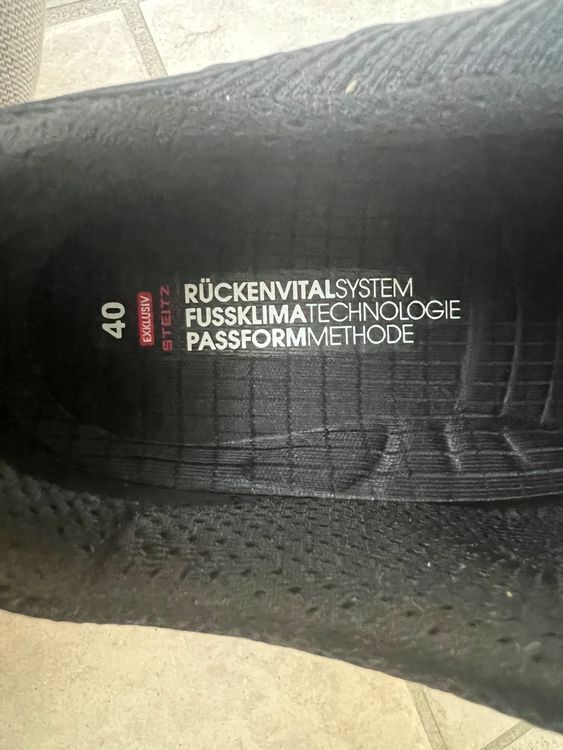 RÜCKENVITALSYSTEM
FUSSKLIMATECHNOLOGIE
PASSFORMMETHODE
STEITZ
EXKLUSIV
40